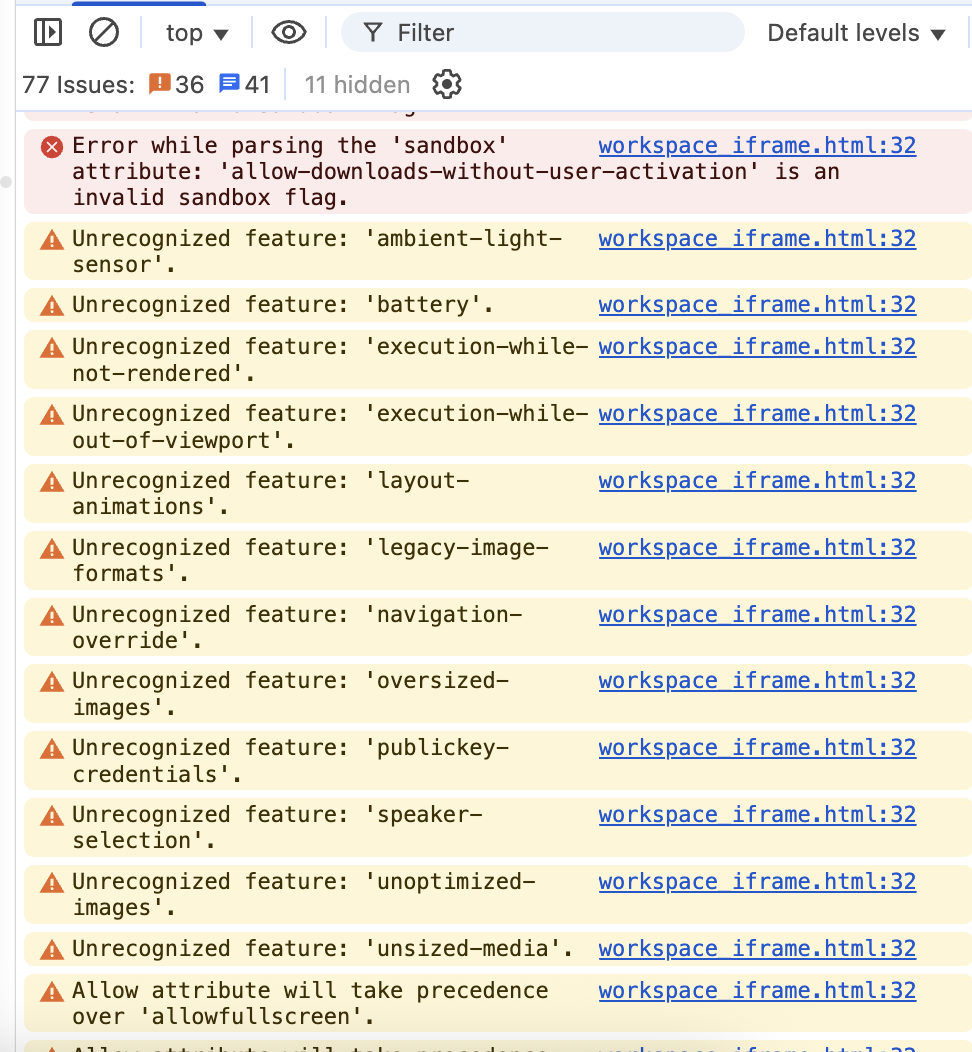 top ▼
Filter
Default levels ▼
77 Issues: 36 41 11 hidden
Error while parsing the 'sandbox' workspace_iframe.html:32
attribute: 'allow-downloads-without-user-activation' is an
invalid sandbox flag.
Unrecognized feature: 'ambient-light- workspace_iframe.html:32
sensor'.
Unrecognized feature: 'battery'. workspace_iframe.html:32
Unrecognized feature: 'execution-while- workspace_iframe.html:32
not-rendered'.
Unrecognized feature: 'execution-while- workspace_iframe.html:32
out-of-viewport'.
Unrecognized feature: 'layout- workspace_iframe.html:32
animations'.
Unrecognized feature: 'legacy-image- workspace_iframe.html:32
formats'.
Unrecognized feature: 'navigation- workspace_iframe.html:32
override'.
Unrecognized feature: 'oversized- workspace_iframe.html:32
images'.
Unrecognized feature: 'publickey- workspace_iframe.html:32
credentials'.
Unrecognized feature: 'speaker- workspace_iframe.html:32
selection'.
Unrecognized feature: 'unoptimized- workspace_iframe.html:32
images'.
Unrecognized feature: 'unsized-media'. workspace_iframe.html:32
Allow attribute will take precedence workspace_iframe.html:32
over 'allowfullscreen'.